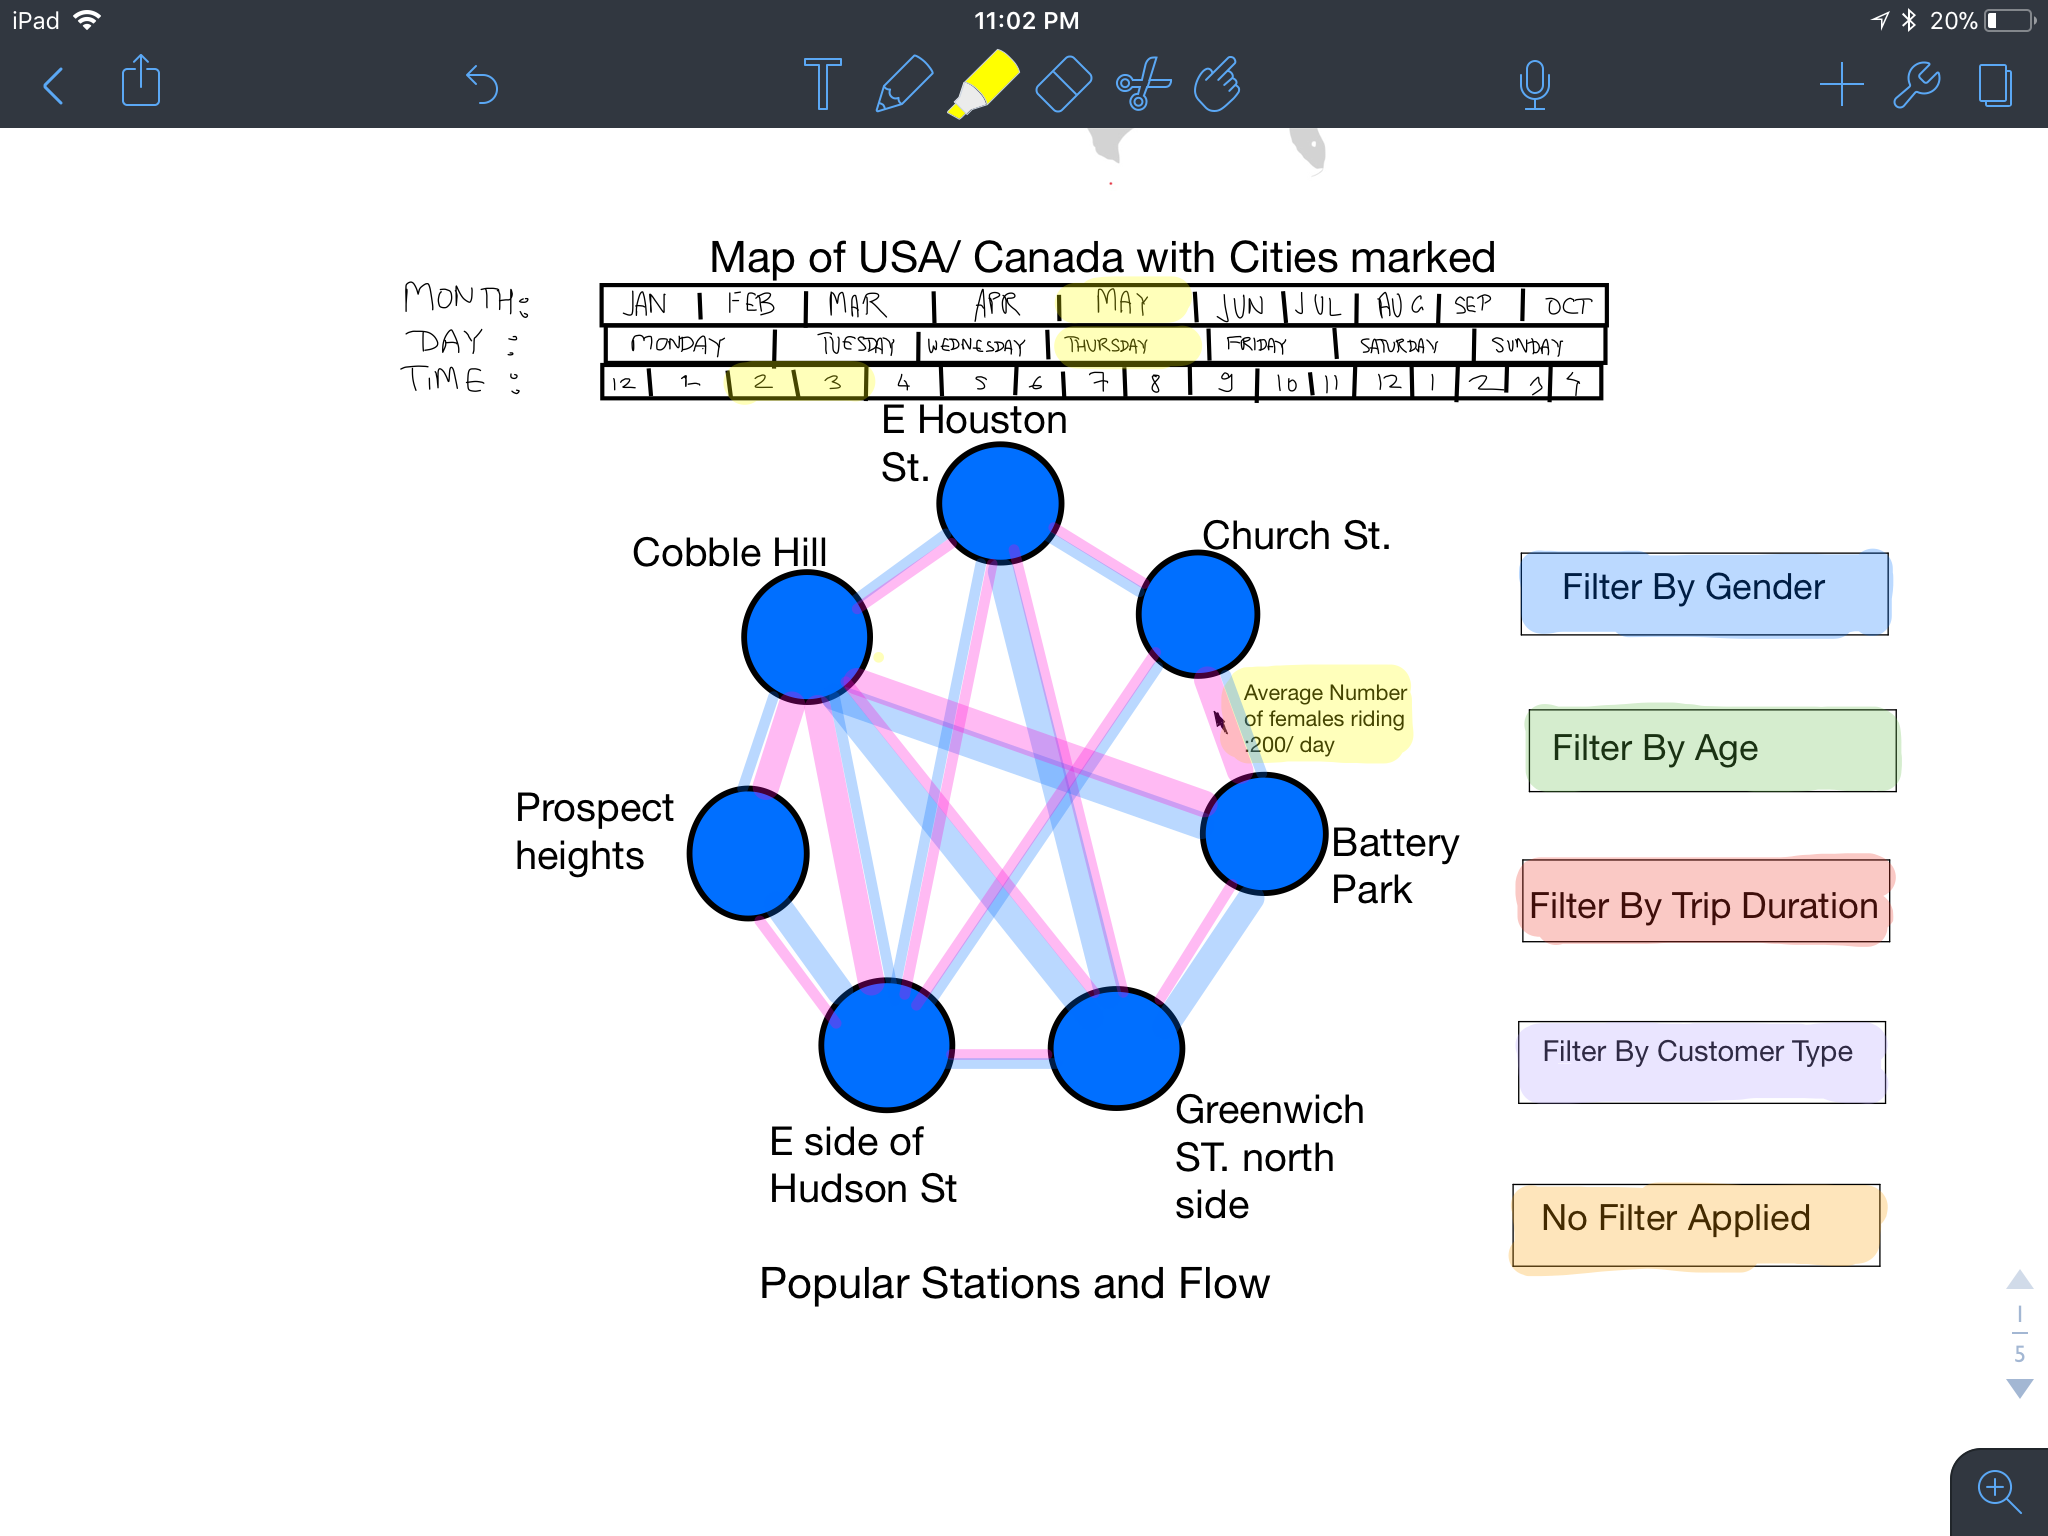 iPad 11:02 PM 20%
T
Map of USA/ Canada with Cities marked
MONTH: JAN FEB MAR APR MAY JUN JUL AUG SEP OCT
DAY : MONDAY TUESDAY WEDNESDAY THURSDAY FRIDAY SATURDAY SUNDAY
TIME : 12 1 2 3 4 5 6 7 8 9 10 11 12 1 2 3 4
E Houston
St.
Church St.
Cobble Hill
Filter By Gender
Average Number
of females riding
:200/ day
Filter By Age
Prospect
heights
Battery
Park
Filter By Trip Duration
Filter By Customer Type
Greenwich
ST. north
side
E side of
Hudson St
No Filter Applied
Popular Stations and Flow
1
5